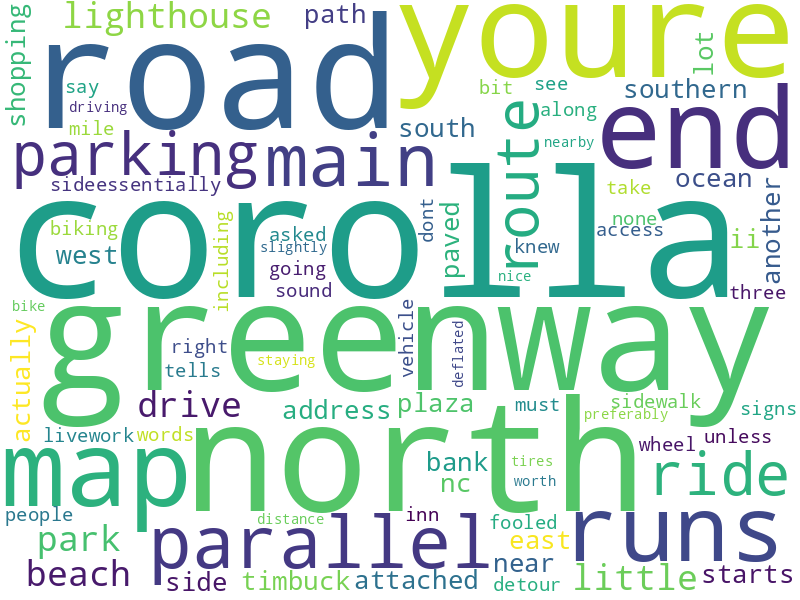 shopping
lighthouse
path
youre
road
say
driving
mile
bit
see
lot
southern
along
south
nearby
end
parking
main
route
sideessentially
corolla
ocean
another
take
none
access
ii
biking
west
including
asked
slightly
going
sound
dont
paved
knew
nice
three
bike
greenway
actually
right
tells
staying
vehicle
deflated
drive
address
plaza
must
sidewalk
preferably
signs
livework
words
north
map
bank
nc
tires
worth
wheel
unless
ride
people
park
distance
parallel
inn
fooled
east
runs
beach
side
timbuck
attached
near
detour
little
starts